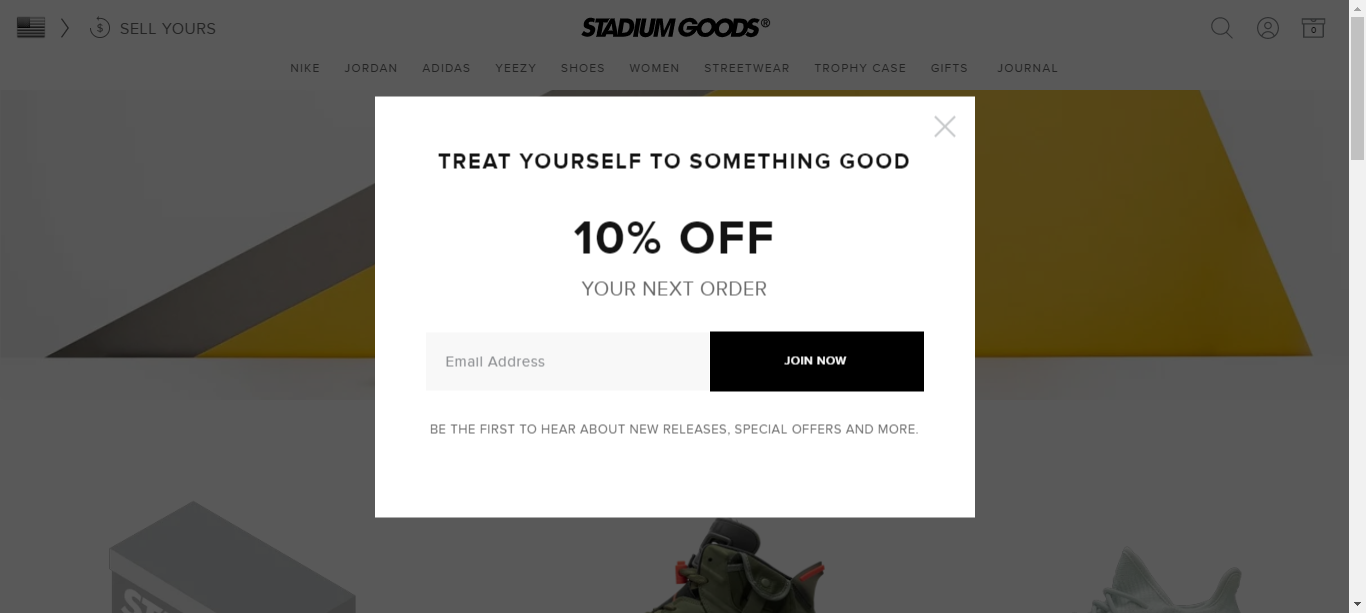 $ SELL YOURS
STADIUM GOODS®
0
NIKE JORDAN ADIDAS YEEZY SHOES WOMEN STREETWEAR TROPHY CASE GIFTS JOURNAL
TREAT YOURSELF TO SOMETHING GOOD
10% OFF
YOUR NEXT ORDER
Email Address
JOIN NOW
BE THE FIRST TO HEAR ABOUT NEW RELEASES, SPECIAL OFFERS AND MORE.